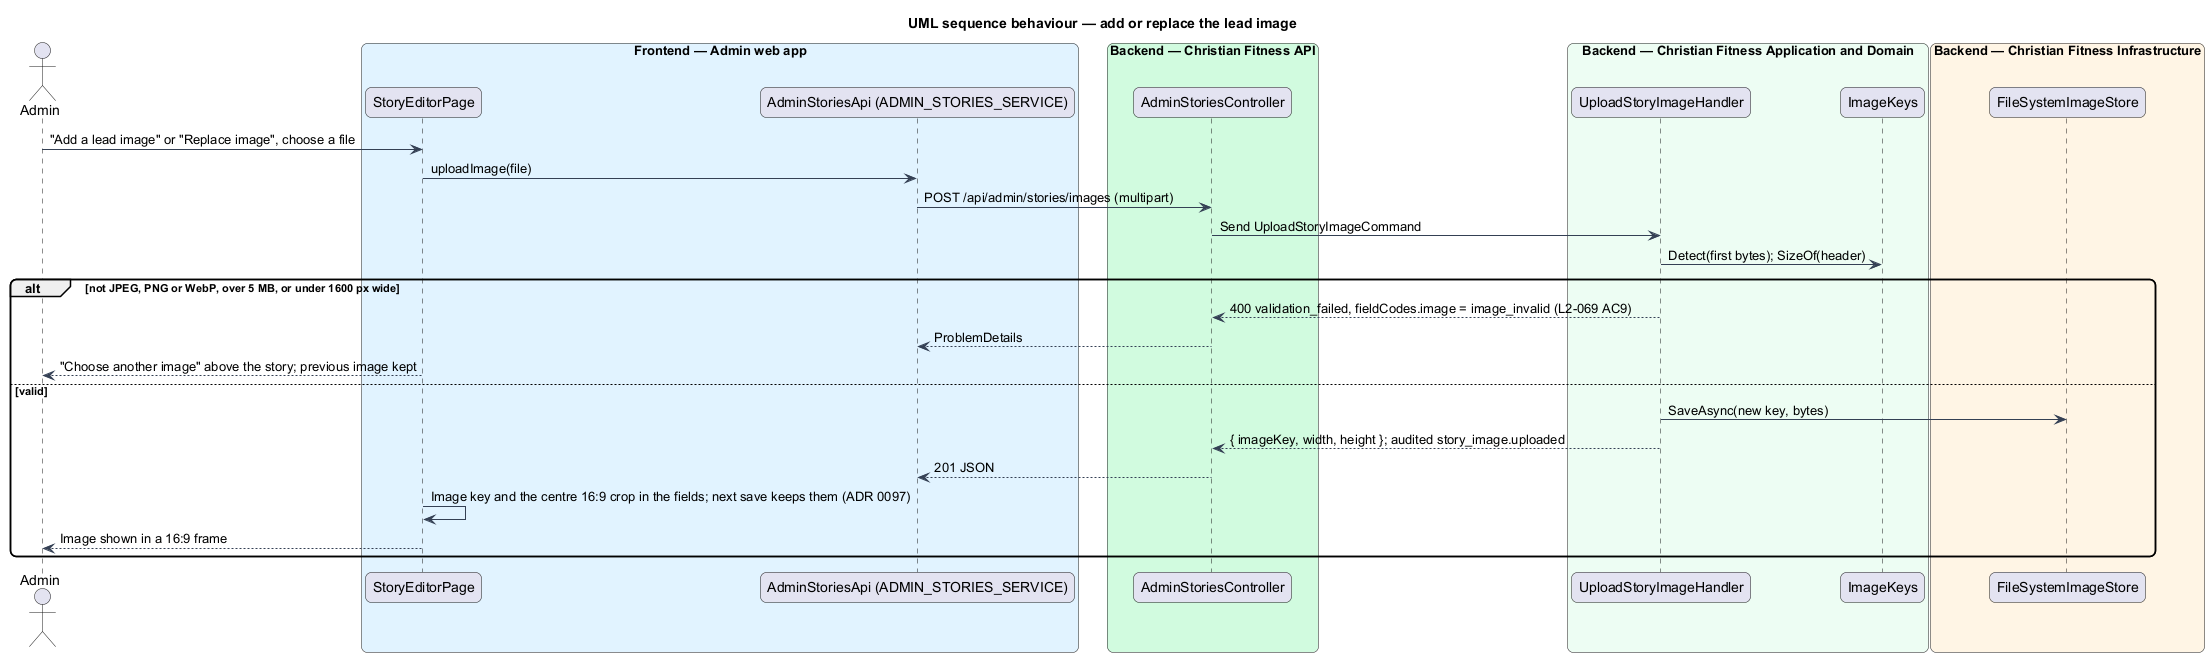 UML sequence behaviour — add or replace the lead image
Frontend — Admin web app
Backend — Christian Fitness API
Backend — Christian Fitness Application and Domain
Backend — Christian Fitness Infrastructure
Admin
StoryEditorPage
AdminStoriesApi (ADMIN_STORIES_SERVICE)
AdminStoriesController
UploadStoryImageHandler
ImageKeys
FileSystemImageStore
"Add a lead image" or "Replace image", choose a file
uploadImage(file)
POST /api/admin/stories/images (multipart)
Send UploadStoryImageCommand
Detect(first bytes); SizeOf(header)
alt
[not JPEG, PNG or WebP, over 5 MB, or under 1600 px wide]
400 validation_failed, fieldCodes.image = image_invalid (L2-069 AC9)
ProblemDetails
"Choose another image" above the story; previous image kept
[valid]
SaveAsync(new key, bytes)
{ imageKey, width, height }; audited story_image.uploaded
201 JSON
Image key and the centre 16:9 crop in the fields; next save keeps them (ADR 0097)
Image shown in a 16:9 frame
Admin
StoryEditorPage
AdminStoriesApi (ADMIN_STORIES_SERVICE)
AdminStoriesController
UploadStoryImageHandler
ImageKeys
FileSystemImageStore